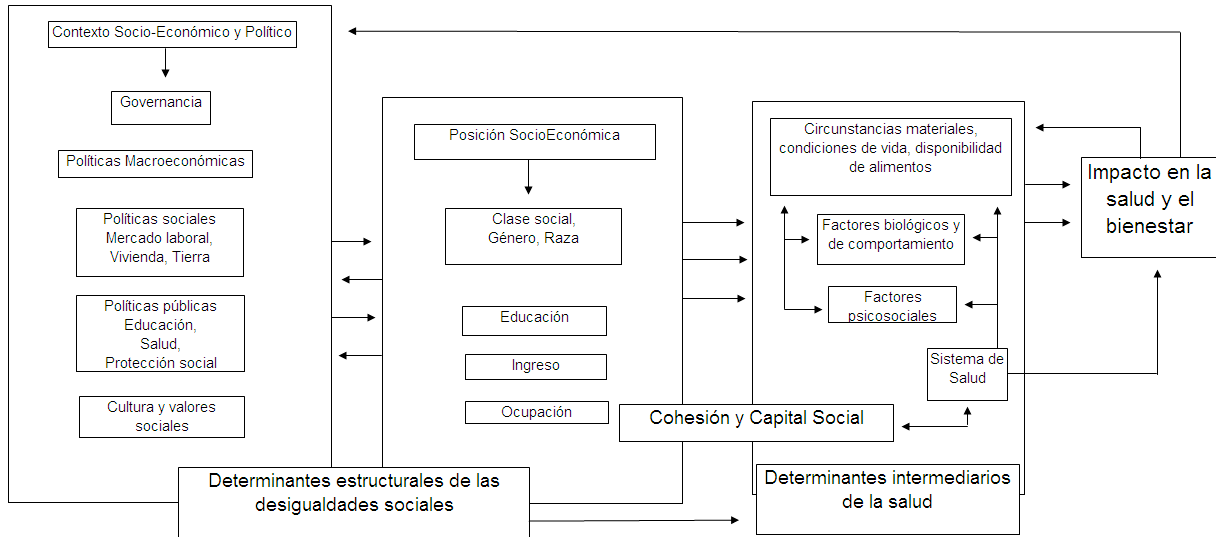 Contexto Socio-Económico y Político
Governancia
Políticas Macroeconómicas
Políticas sociales
Mercado laboral,
Vivienda, Tierra
Políticas públicas
Educación,
Salud,
Protección social
Cultura y valores
sociales
Posición SocioEconómica
Clase social,
Género, Raza
Educación
Ingreso
Ocupación
Circunstancias materiales,
condiciones de vida, disponibilidad
de alimentos
Factores biológicos y
de comportamiento
Factores
psicosociales
Sistema de
Salud
Cohesión y Capital Social
Impacto en la
salud y el
bienestar
Determinantes estructurales de las
desigualdades sociales
Determinantes intermediarios
de la salud